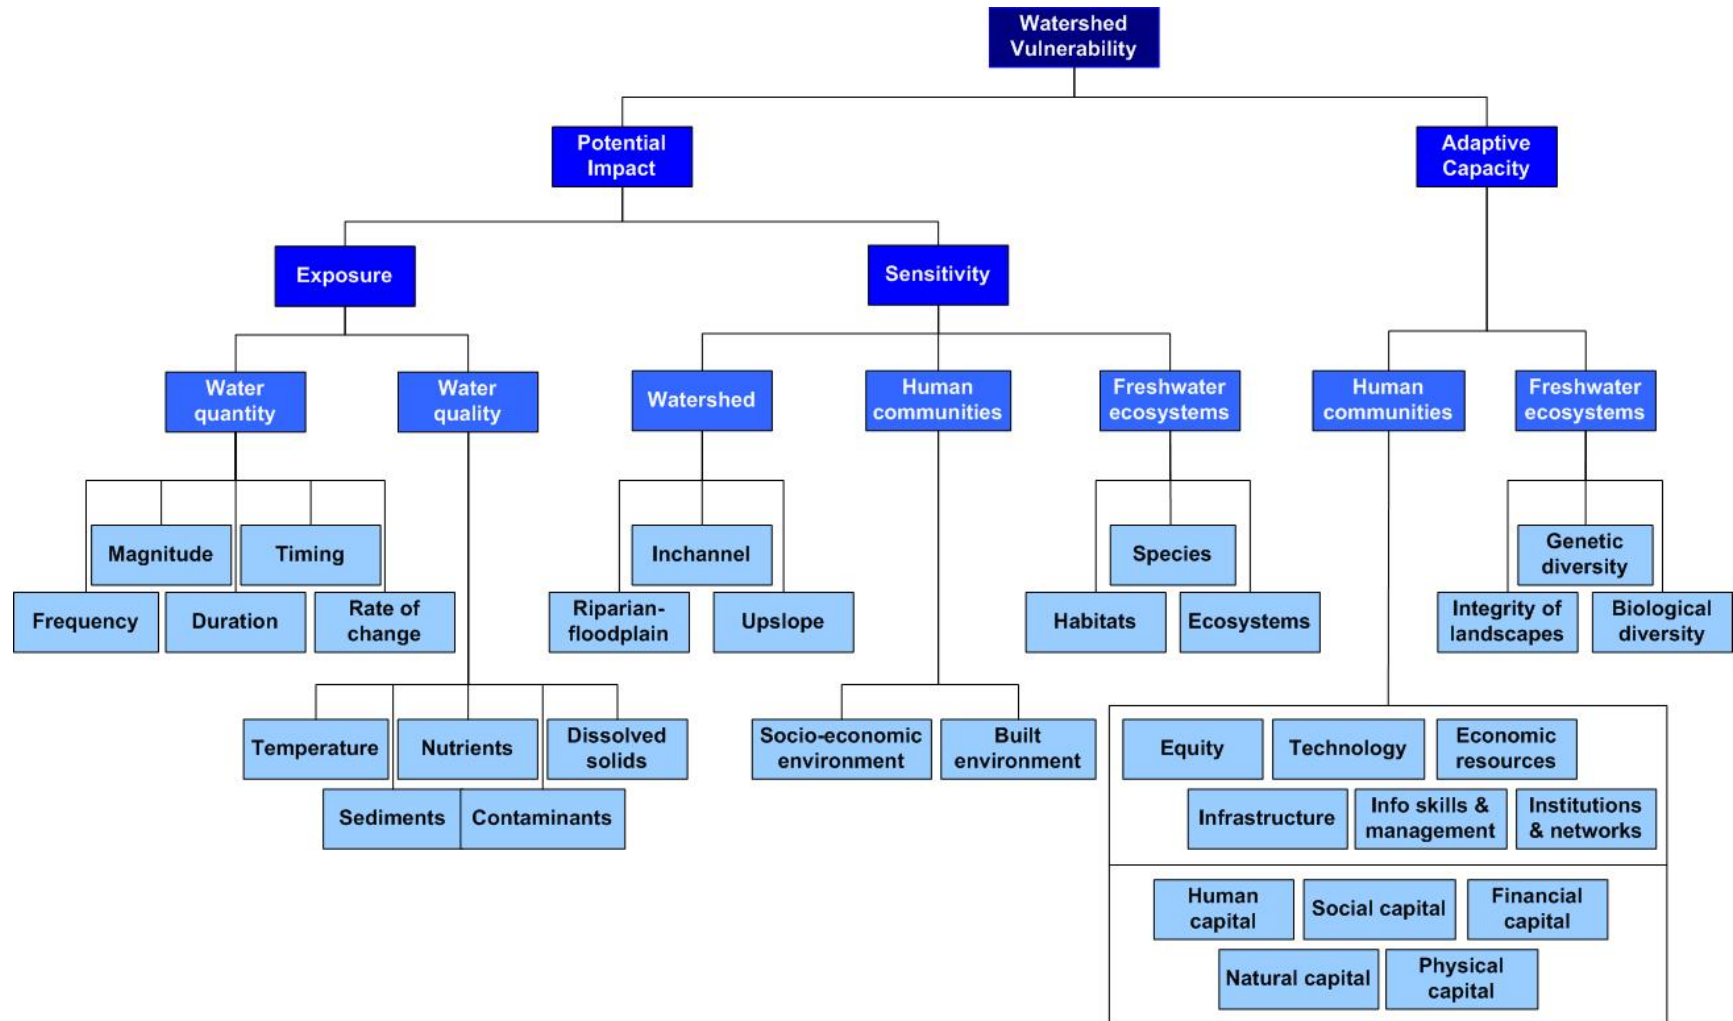 Watershed
Vulnerability
Potential
Impact
Adaptive
Capacity
Exposure
Sensitivity
Water
quantity
Water
quality
Watershed
Human
communities
Freshwater
ecosystems
Human
communities
Freshwater
ecosystems
Magnitude
Timing
Frequency
Duration
Rate of
change
Inchannel
Riparian-
floodplain
Upslope
Species
Habitats
Ecosystems
Genetic
diversity
Integrity of
landscapes
Biological
diversity
Temperature
Nutrients
Dissolved
solids
Sediments
Contaminants
Socio-economic
environment
Built
environment
Equity
Technology
Economic
resources
Infrastructure
Info skills &
management
Institutions
& networks
Human
capital
Social capital
Financial
capital
Natural capital
Physical
capital